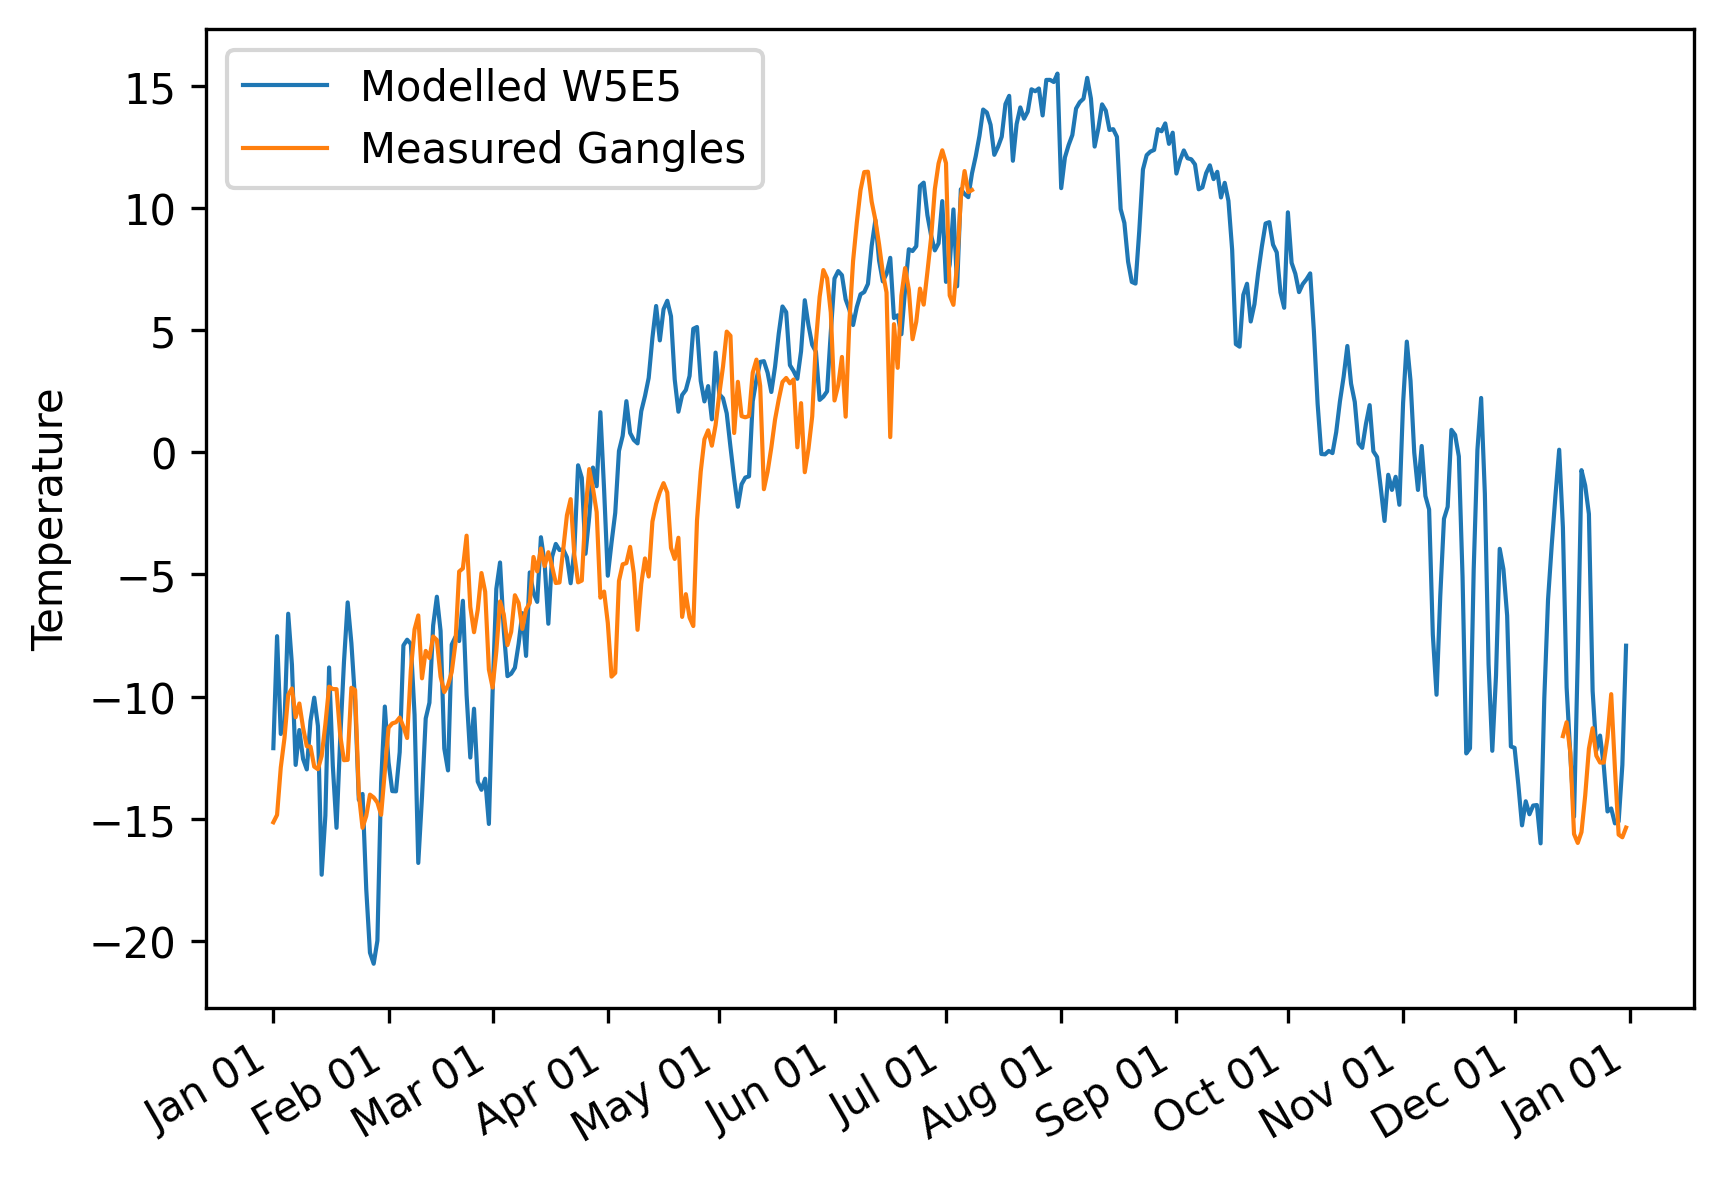 Modelled W5E5
Measured Gangles
Temperature
15
10
5
0
−5
−10
−15
−20
Jan 01
Feb 01
Mar 01
Apr 01
May 01
Jun 01
Jul 01
Aug 01
Sep 01
Oct 01
Nov 01
Dec 01
Jan 01